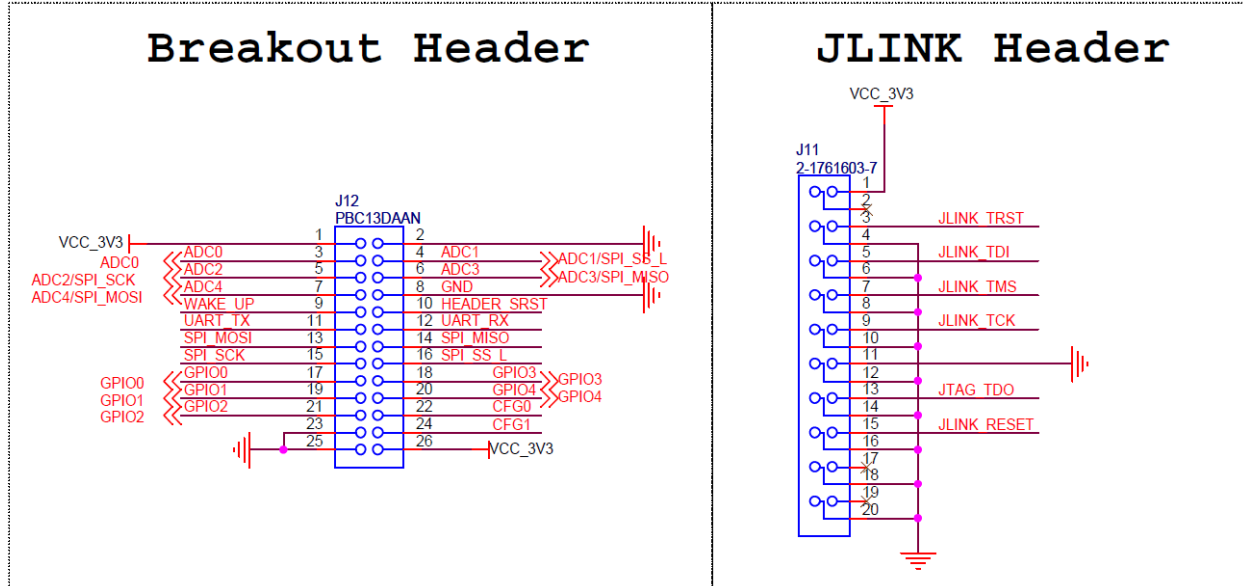 Breakout Header
J12
PBC13DAAN
VCC_3V3 1 2
ADC0 ADC0 3 4 ADC1 ADC1/SPI_SS_L
ADC2/SPI_SCK ADC2 5 6 ADC3 ADC3/SPI_MISO
ADC4/SPI_MOSI ADC4 7 8 GND
WAKE_UP 9 10 HEADER_SRST
UART_TX 11 12 UART_RX
SPI_MOSI 13 14 SPI_MISO
SPI_SCK 15 16 SPI_SS_L
GPIO0 GPIO0 17 18 GPIO3 GPIO3
GPIO1 GPIO1 19 20 GPIO4 GPIO4
GPIO2 GPIO2 21 22 CFG0
23 24 CFG1
25 26 VCC_3V3
JLINK Header
VCC_3V3
J11
2-1761603-7
1
2
3 JLINK_TRST
4
5 JLINK_TDI
6
7 JLINK_TMS
8
9 JLINK_TCK
10
11
12
13 JTAG_TDO
14
15 JLINK_RESET
16
17
18
19
20